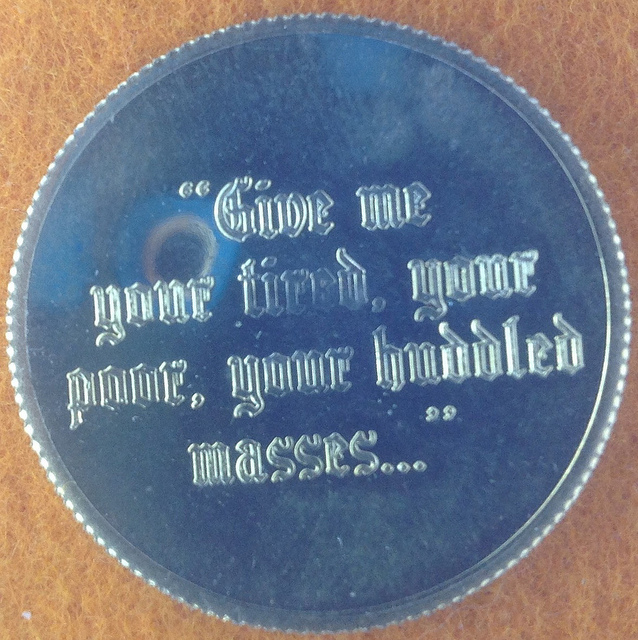 “Give me
your tired, your
poor, your huddled
masses...”